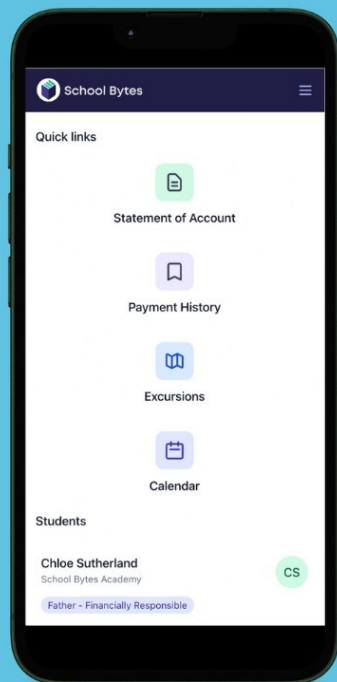 School Bytes
Quick links
Statement of Account
Payment History
Excursions
Calendar
Students
Chloe Sutherland
School Bytes Academy
CS
Father - Financially Responsible